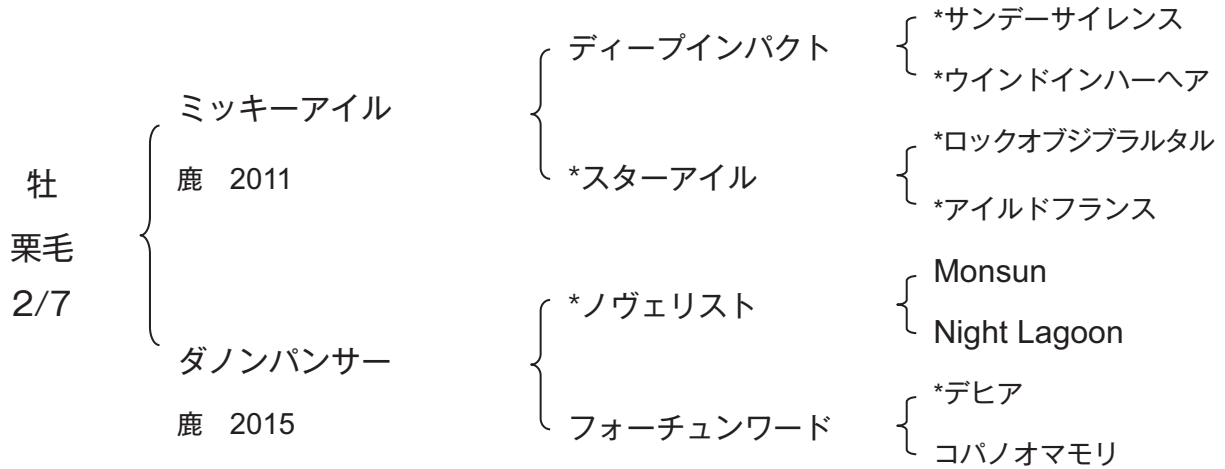 牡
栗毛
2/7
ミッキーアイル
鹿 2011
ダノンパンサー
鹿 2015
ディープインパクト
*スターアイル
*ノヴェリスト
フォーチュンワード
*サンデーサイレンス
*ウインドインハーヘア
*ロックオブジブラルタル
*アイルドフランス
Monsun
Night Lagoon
*デヒア
コパノオマモリ